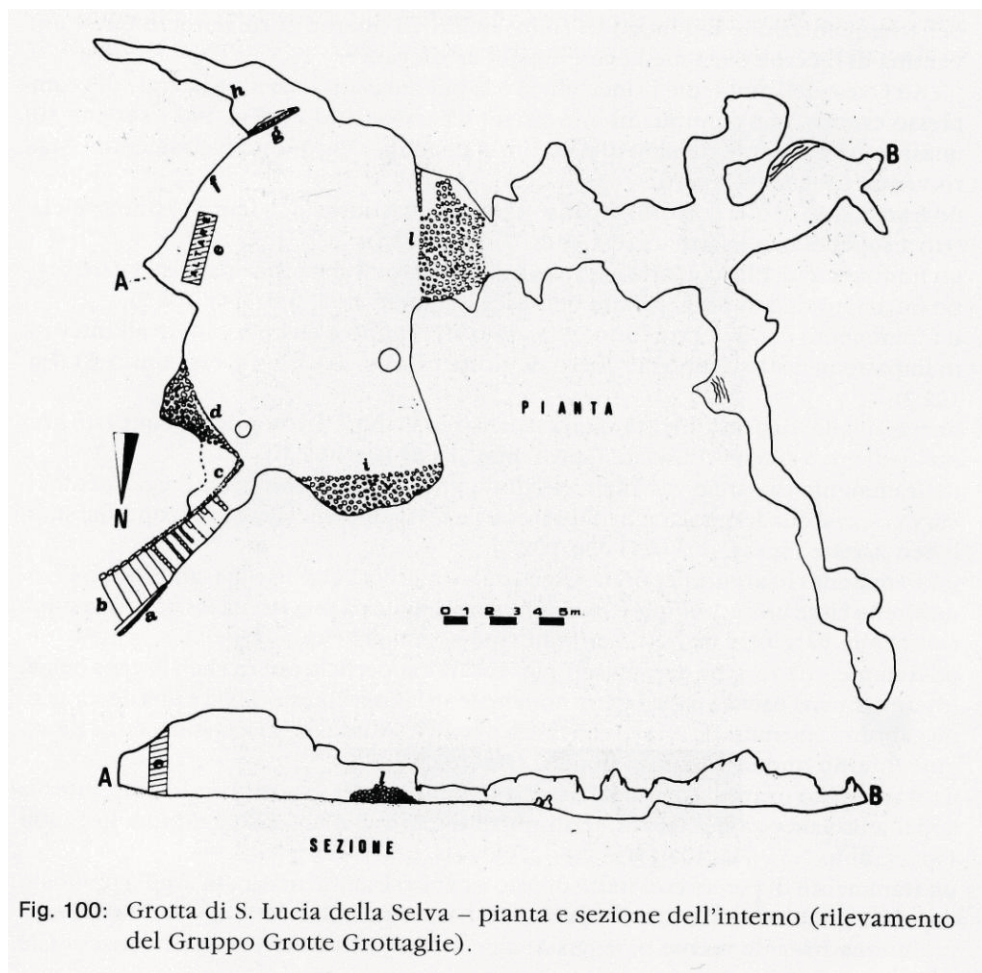 h
g
f
B
l
e
A
PIANTA
d
i
c
N
b
a
0 1 2 3 4 5m.
A
e
l
B
SEZIONE
Fig. 100: Grotta di S. Lucia della Selva – pianta e sezione dell'interno (rilevamento
del Gruppo Grotte Grottaglie).